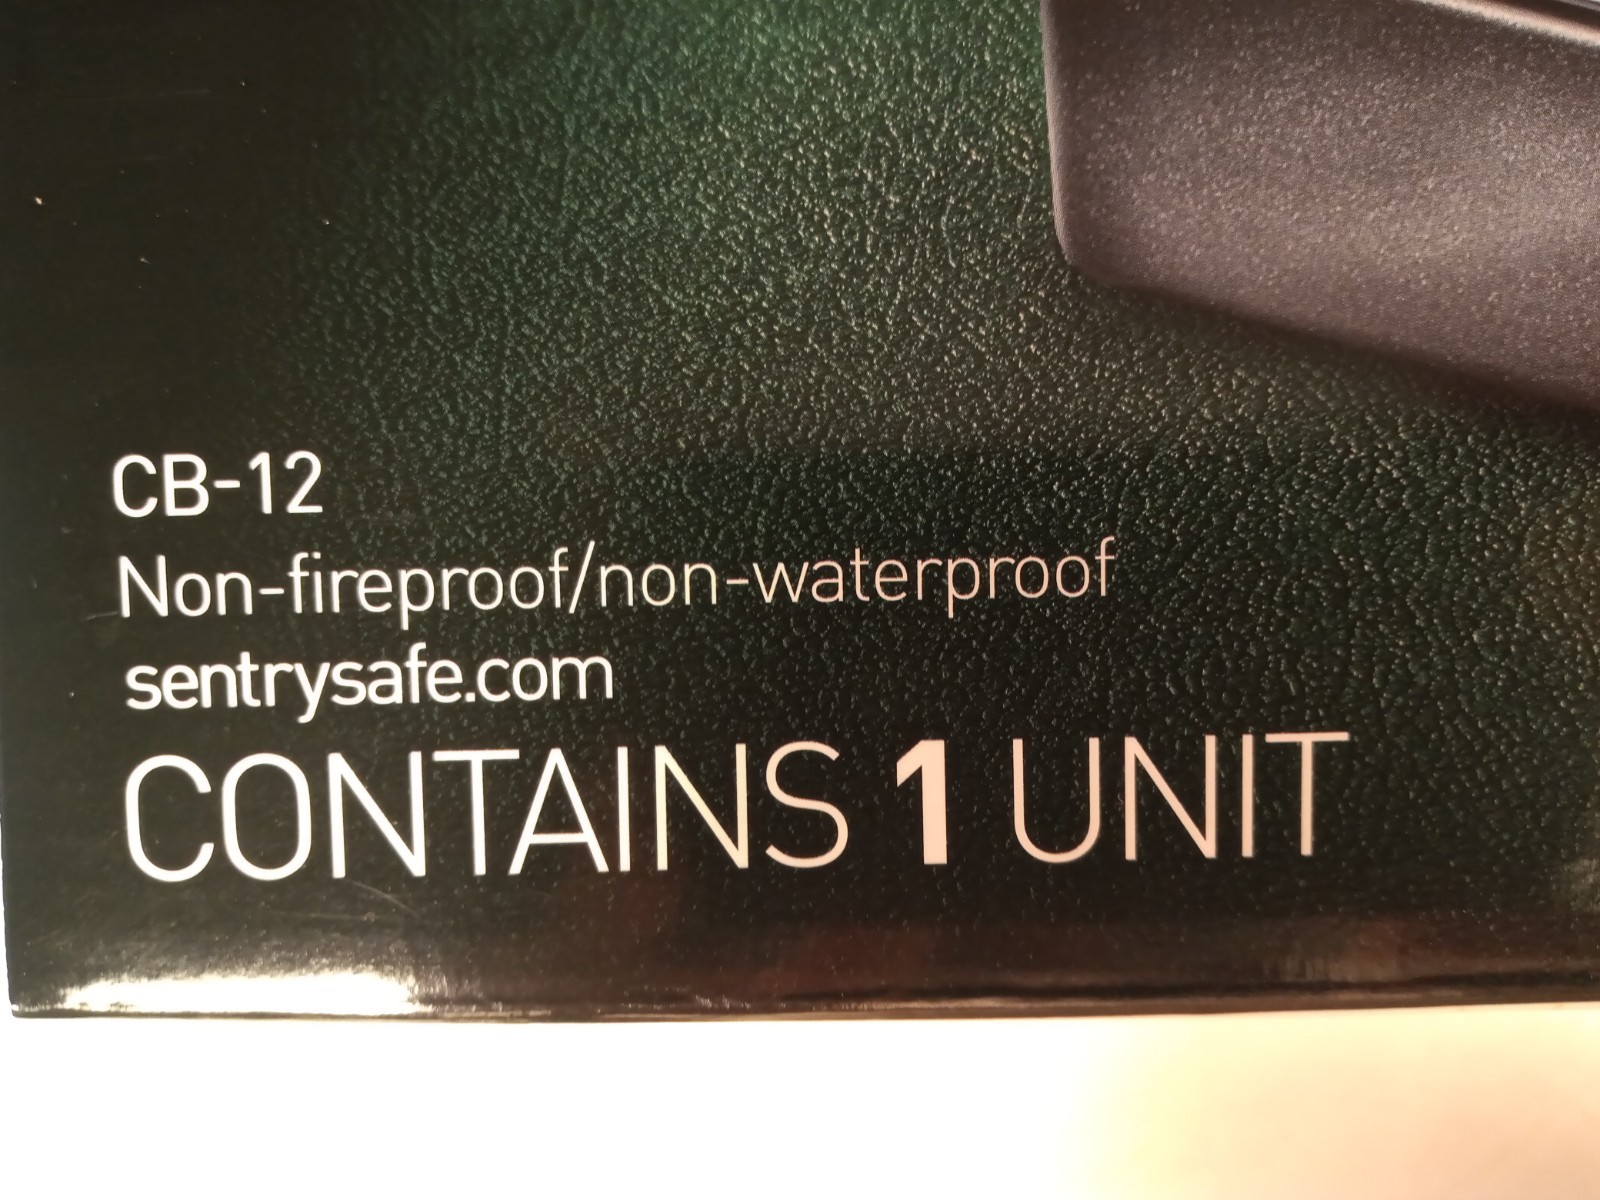 CB-12
Non-fireproof/non-waterproof
sentrysafe.com
CONTAINS 1 UNIT